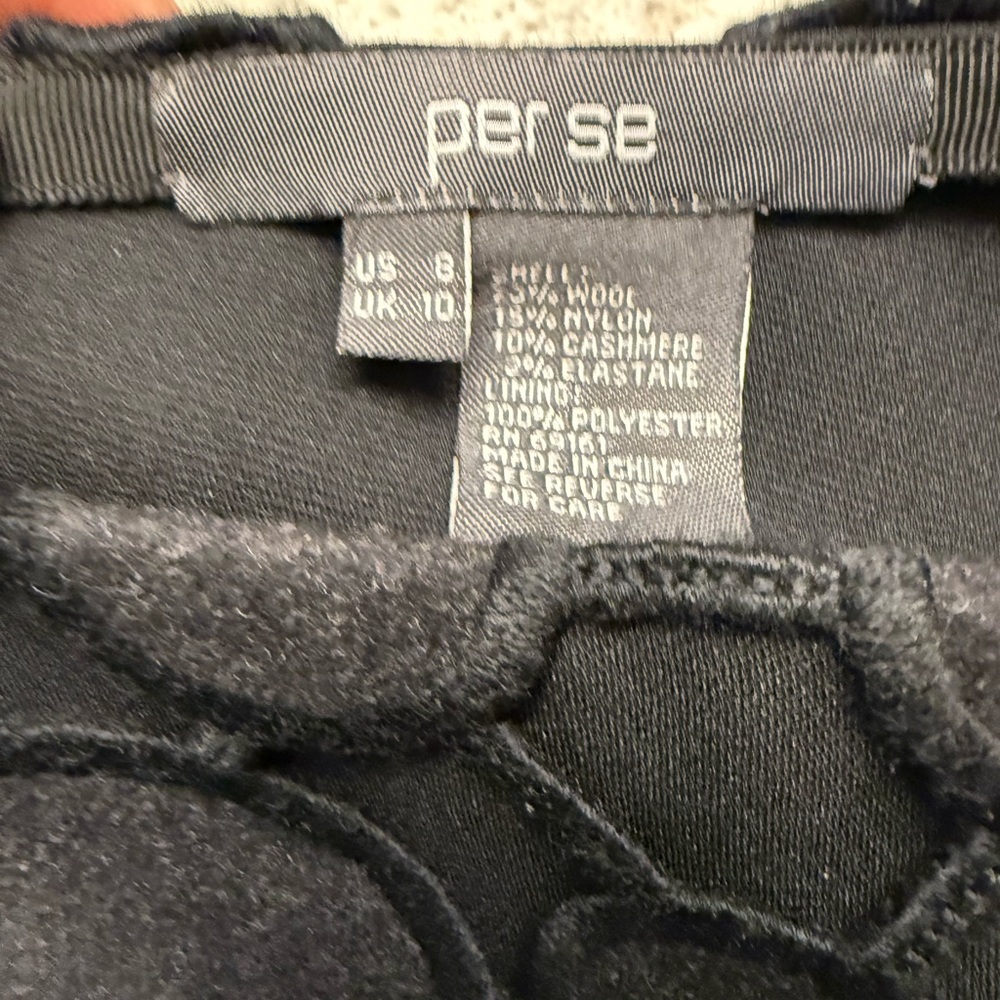 per se
US 8
UK 10
SHELL:
WOOL
15% NYLON
10% CASHMERE
ELASTANE
LINING:
100% POLYESTER
RN 69161
MADE IN CHINA
SEE REVERSE
FOR CARE